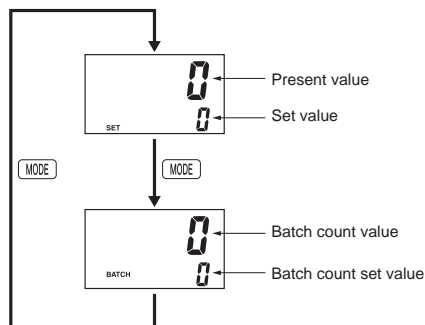 0
Present value
0
Set value
SET
MODE
MODE
0
Batch count value
0
Batch count set value
BATCH